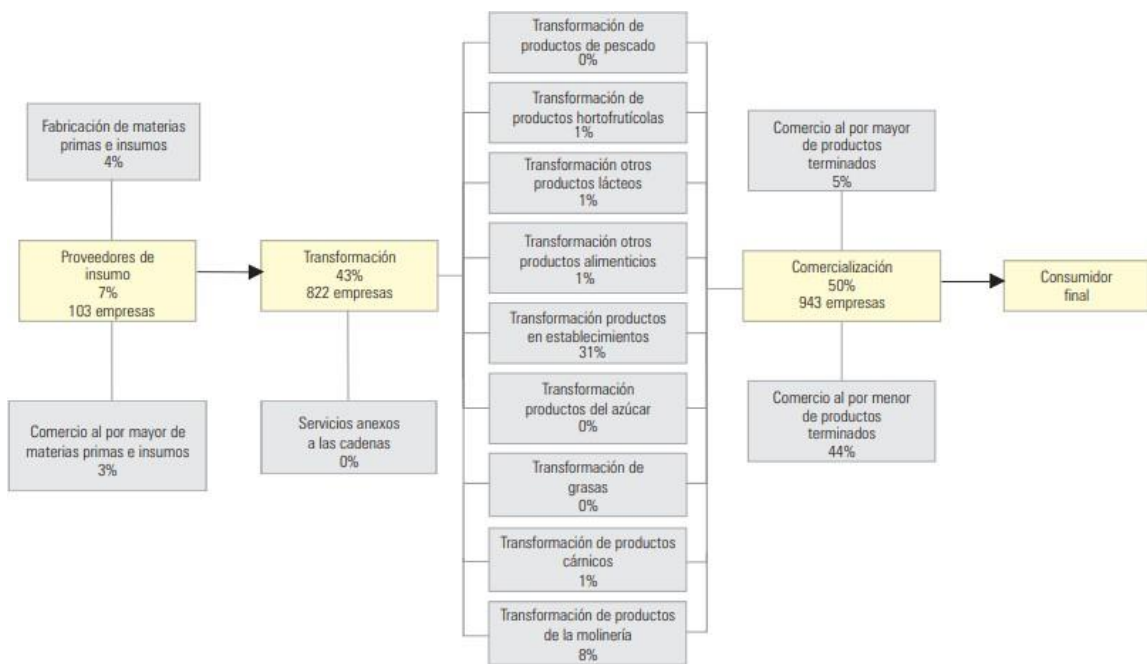 Fabricación de materias
primas e insumos
4%
Proveedores de
insumo
7%
103 empresas
Comercio al por mayor de
materias primas e insumos
3%
Transformación
43%
822 empresas
Servicios anexos
a las cadenas
0%
Transformación de
productos de pescado
0%
Transformación de
productos hortofrutícolas
1%
Transformación otros
productos lácteos
1%
Transformación otros
productos alimenticios
1%
Transformación productos
en establecimientos
31%
Transformación
productos del azúcar
0%
Transformación de
grasas
0%
Transformación de productos
cárnicos
1%
Transformación de productos
de la molinería
8%
Comercio al por mayor
de productos
terminados
5%
Comercialización
50%
943 empresas
Comercio al por menor
de productos
terminados
44%
Consumidor
final